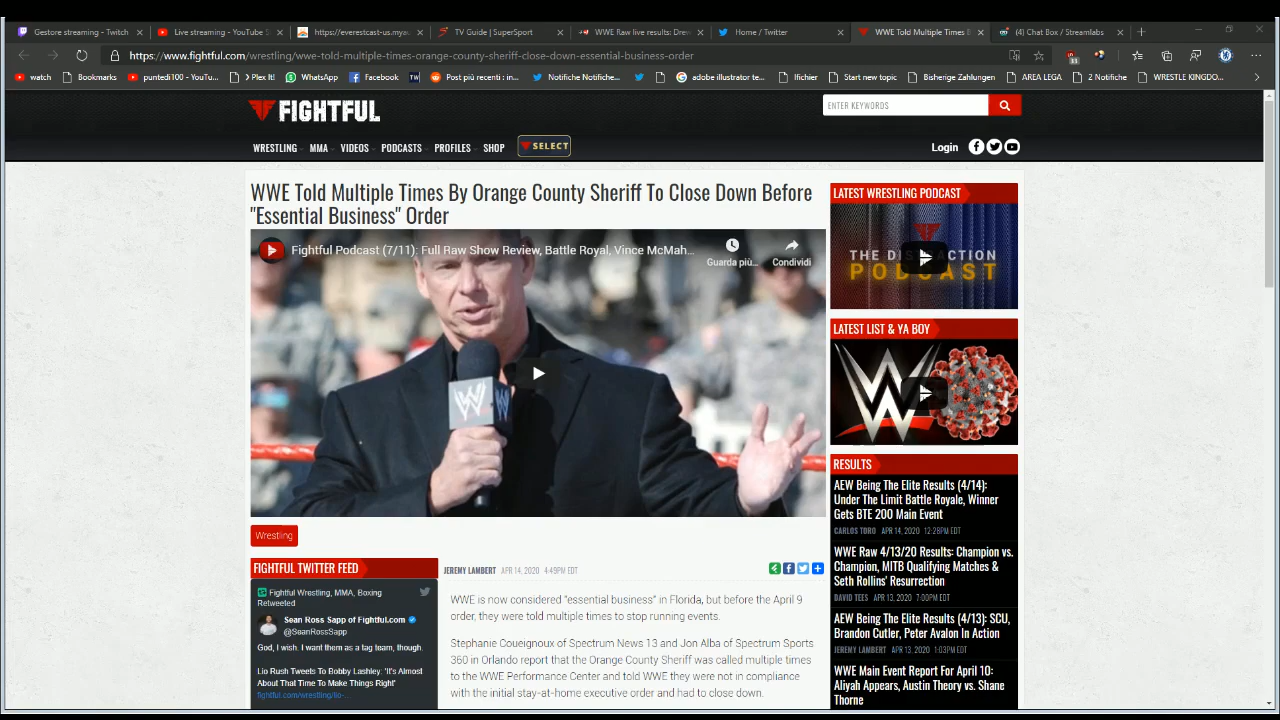 Gestore streaming - Twitch
Live streaming - YouTube S
https://everestcast-us.mya
TV Guide | SuperSport
WWE Raw live results: Drew
Home / Twitter
WWE Told Multiple Times B
(4) Chat Box / Streamlabs
https://www.fightful.com/wrestling/wwe-told-multiple-times-orange-county-sheriff-close-down-essential-business-order
11
watch
Bookmarks
puntedi100 - YouTu...
> Plex It!
WhatsApp
Facebook
TW
Post più recenti : in...
Notifiche Notifiche...
adobe illustrator te...
Ifichier
Start new topic
Bisherige Zahlungen
AREA LEGA
2 Notifiche
WRESTLE KINGDO...
FIGHTFUL
ENTER KEYWORDS
WRESTLING
MMA
VIDEOS
PODCASTS
PROFILES
SHOP
SELECT
Login
WWE Told Multiple Times By Orange County Sheriff To Close Down Before
"Essential Business" Order
Fightful Podcast (7/11): Full Raw Show Review, Battle Royal, Vince McMah...
Guarda più...
Condividi
Wrestling
FIGHTFUL TWITTER FEED
Fightful Wrestling, MMA, Boxing
Retweeted
Sean Ross Sapp of Fightful.com
@SeanRossSapp
God, I wish. I want them as a tag team, though.
Lio Rush Tweets To Bobby Lashley: 'It's Almost
About That Time To Make Things Right'
fightful.com/wrestling/lio-...
JEREMY LAMBERT APR 14, 2020 4:49PM EDT
WWE is now considered "essential business" in Florida, but before the April 9
order, they were told multiple times to stop running events.
Stephanie Coueignoux of Spectrum News 13 and Jon Alba of Spectrum Sports
360 in Orlando report that the Orange County Sheriff was called multiple times
to the WWE Performance Center and told WWE they were not in compliance
with the initial stay-at-home executive order and had to close down.
LATEST WRESTLING PODCAST
THE DISTRACTION
PODCAST
LATEST LIST & YA BOY
RESULTS
AEW Being The Elite Results (4/14):
Under The Limit Battle Royale, Winner
Gets BTE 200 Main Event
CARLOS TORO APR 14, 2020 12:28PM EDT
WWE Raw 4/13/20 Results: Champion vs.
Champion, MITB Qualifying Matches &
Seth Rollins' Resurrection
DAVID TEES APR 13, 2020 7:00PM EDT
AEW Being The Elite Results (4/13): SCU,
Brandon Cutler, Peter Avalon In Action
JEREMY LAMBERT APR 13, 2020 1:03PM EDT
WWE Main Event Report For April 10:
Aliyah Appears, Austin Theory vs. Shane
Thorne